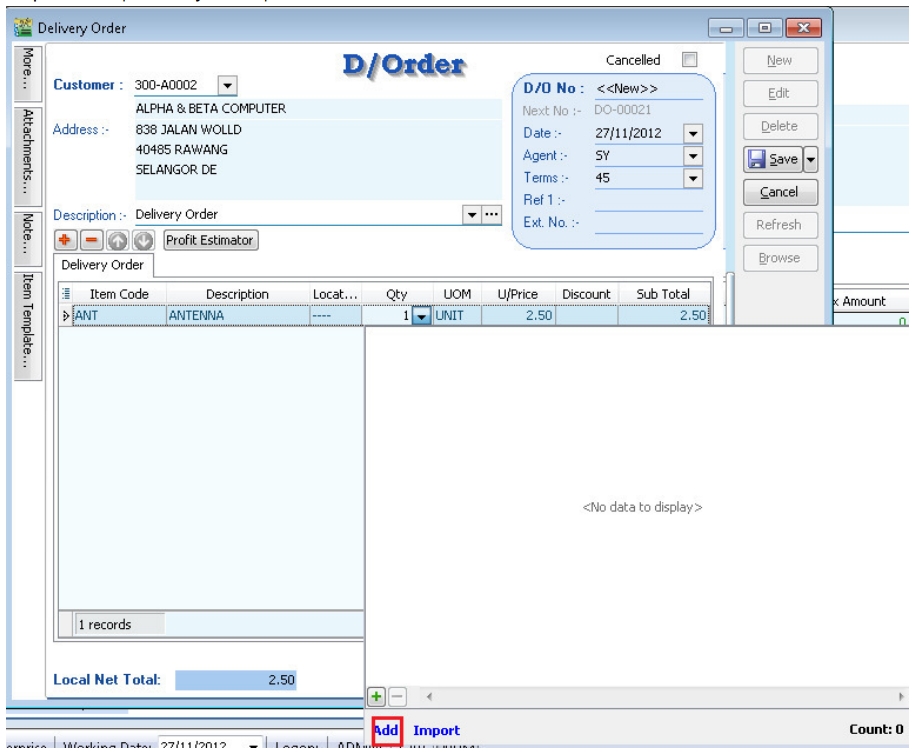 Delivery Order
More...
Attachments...
Note...
Item Template...
D/Order
Cancelled
Customer : 300-A0002
ALPHA & BETA COMPUTER
Address :- 838 JALAN WOLLD
40485 RAWANG
SELANGOR DE
Description :- Delivery Order
D/O No : <<New>>
Next No :- DO-00021
Date :- 27/11/2012
Agent :- SY
Terms :- 45
Ref 1 :-
Ext. No. :-
New
Edit
Delete
Save
Cancel
Refresh
Browse
Profit Estimator
Delivery Order
Item Code Description Locat... Qty UOM U/Price Discount Sub Total
ANT ANTENNA ---- 1 UNIT 2.50 2.50
Amount
<No data to display>
1 records
Local Net Total: 2.50
Add Import Count: 0
Working Date: 27/11/2012